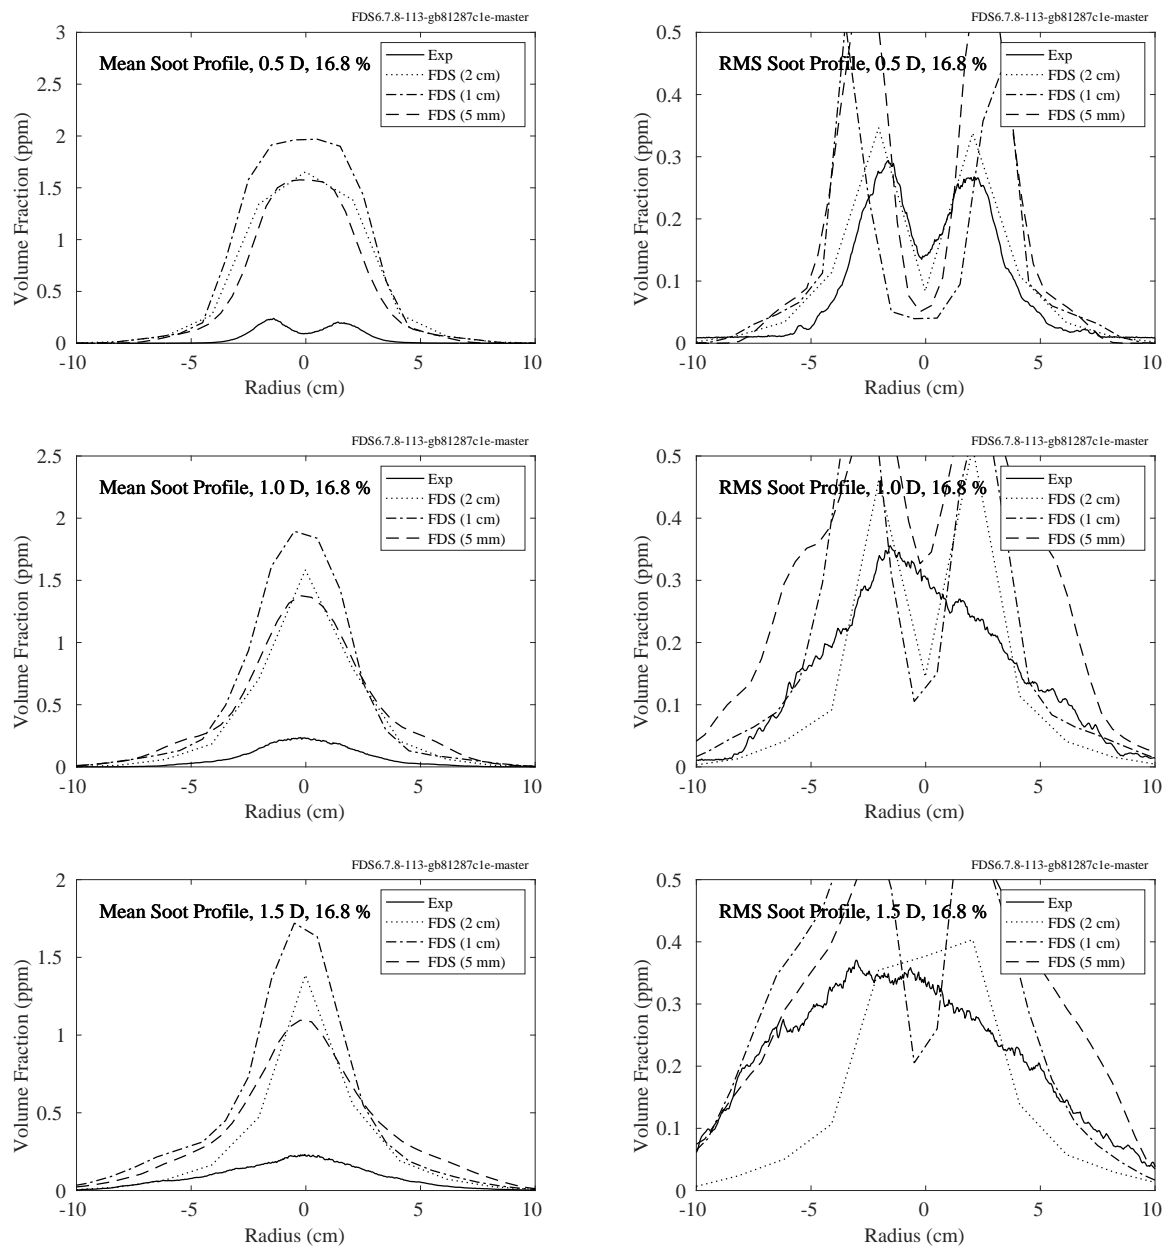 FDS6.7.8-113-gb81287c1e-master
Mean Soot Profile, 0.5 D, 16.8 %
Exp
FDS (2 cm)
FDS (1 cm)
FDS (5 mm)
Volume Fraction (ppm)
3
2.5
2
1.5
1
0.5
0
-10
-5
0
5
10
Radius (cm)
FDS6.7.8-113-gb81287c1e-master
RMS Soot Profile, 0.5 D, 16.8 %
Exp
FDS (2 cm)
FDS (1 cm)
FDS (5 mm)
Volume Fraction (ppm)
0.5
0.4
0.3
0.2
0.1
0
-10
-5
0
5
10
Radius (cm)
FDS6.7.8-113-gb81287c1e-master
Mean Soot Profile, 1.0 D, 16.8 %
Exp
FDS (2 cm)
FDS (1 cm)
FDS (5 mm)
Volume Fraction (ppm)
2.5
2
1.5
1
0.5
0
-10
-5
0
5
10
Radius (cm)
FDS6.7.8-113-gb81287c1e-master
RMS Soot Profile, 1.0 D, 16.8 %
Exp
FDS (2 cm)
FDS (1 cm)
FDS (5 mm)
Volume Fraction (ppm)
0.5
0.4
0.3
0.2
0.1
0
-10
-5
0
5
10
Radius (cm)
FDS6.7.8-113-gb81287c1e-master
Mean Soot Profile, 1.5 D, 16.8 %
Exp
FDS (2 cm)
FDS (1 cm)
FDS (5 mm)
Volume Fraction (ppm)
2
1.5
1
0.5
0
-10
-5
0
5
10
Radius (cm)
FDS6.7.8-113-gb81287c1e-master
RMS Soot Profile, 1.5 D, 16.8 %
Exp
FDS (2 cm)
FDS (1 cm)
FDS (5 mm)
Volume Fraction (ppm)
0.5
0.4
0.3
0.2
0.1
0
-10
-5
0
5
10
Radius (cm)